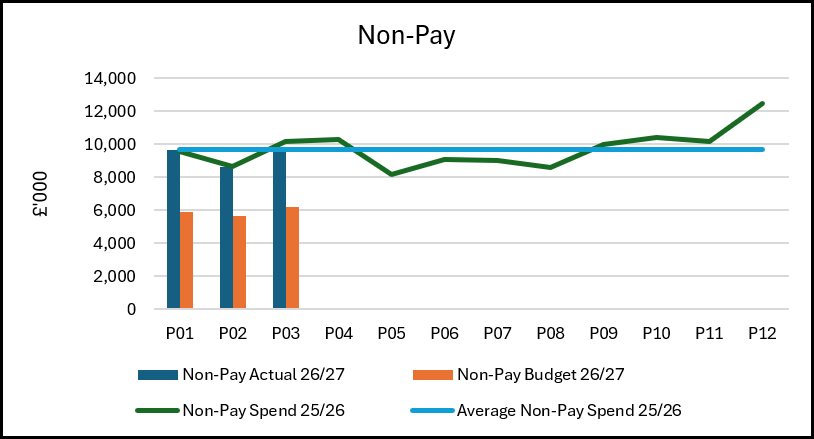 Non-Pay
14,000
12,000
10,000
8,000
6,000
4,000
2,000
0
£'000
P01 P02 P03 P04 P05 P06 P07 P08 P09 P10 P11 P12
Non-Pay Actual 26/27 Non-Pay Budget 26/27
Non-Pay Spend 25/26 Average Non-Pay Spend 25/26